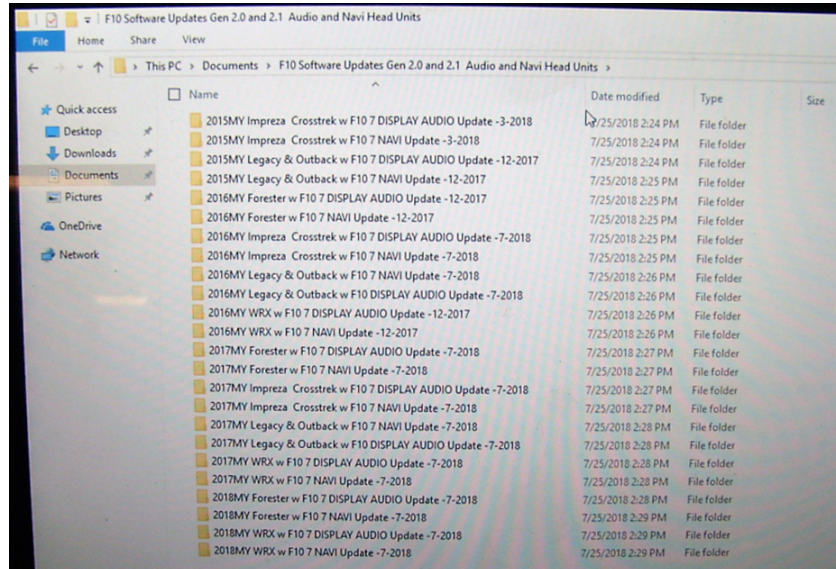 F10 Software Updates Gen 2.0 and 2.1 Audio and Navi Head Units
File Home Share View
This PC > Documents > F10 Software Updates Gen 2.0 and 2.1 Audio and Navi Head Units >
Name Date modified Type Size
Quick access
Desktop
Downloads
Documents
Pictures
OneDrive
Network
2015MY Impreza Crosstrek w F10 7 DISPLAY AUDIO Update -3-2018 7/25/2018 2:24 PM File folder
2015MY Impreza Crosstrek w F10 7 NAVI Update -3-2018 7/25/2018 2:24 PM File folder
2015MY Legacy & Outback w F10 7 DISPLAY AUDIO Update -12-2017 7/25/2018 2:24 PM File folder
2015MY Legacy & Outback w F10 7 NAVI Update -12-2017 7/25/2018 2:25 PM File folder
2016MY Forester w F10 7 DISPLAY AUDIO Update -12-2017 7/25/2018 2:25 PM File folder
2016MY Forester w F10 7 NAVI Update -12-2017 7/25/2018 2:25 PM File folder
2016MY Impreza Crosstrek w F10 7 DISPLAY AUDIO Update -7-2018 7/25/2018 2:25 PM File folder
2016MY Impreza Crosstrek w F10 7 NAVI Update -7-2018 7/25/2018 2:25 PM File folder
2016MY Legacy & Outback w F10 7 NAVI Update -7-2018 7/25/2018 2:26 PM File folder
2016MY Legacy & Outback w F10 DISPLAY AUDIO Update -7-2018 7/25/2018 2:26 PM File folder
2016MY WRX w F10 7 DISPLAY AUDIO Update -12-2017 7/25/2018 2:26 PM File folder
2016MY WRX w F10 7 NAVI Update -12-2017 7/25/2018 2:26 PM File folder
2017MY Forester w F10 7 DISPLAY AUDIO Update -7-2018 7/25/2018 2:27 PM File folder
2017MY Forester w F10 7 NAVI Update -7-2018 7/25/2018 2:27 PM File folder
2017MY Impreza Crosstrek w F10 7 DISPLAY AUDIO Update -7-2018 7/25/2018 2:27 PM File folder
2017MY Impreza Crosstrek w F10 7 NAVI Update -7-2018 7/25/2018 2:27 PM File folder
2017MY Legacy & Outback w F10 7 NAVI Update -7-2018 7/25/2018 2:28 PM File folder
2017MY Legacy & Outback w F10 DISPLAY AUDIO Update -7-2018 7/25/2018 2:28 PM File folder
2017MY WRX w F10 7 DISPLAY AUDIO Update -7-2018 7/25/2018 2:28 PM File folder
2017MY WRX w F10 7 NAVI Update -7-2018 7/25/2018 2:28 PM File folder
2018MY Forester w F10 7 DISPLAY AUDIO Update -7-2018 7/25/2018 2:28 PM File folder
2018MY Forester w F10 7 NAVI Update -7-2018 7/25/2018 2:29 PM File folder
2018MY WRX w F10 7 DISPLAY AUDIO Update -7-2018 7/25/2018 2:29 PM File folder
2018MY WRX w F10 7 NAVI Update -7-2018 7/25/2018 2:29 PM File folder